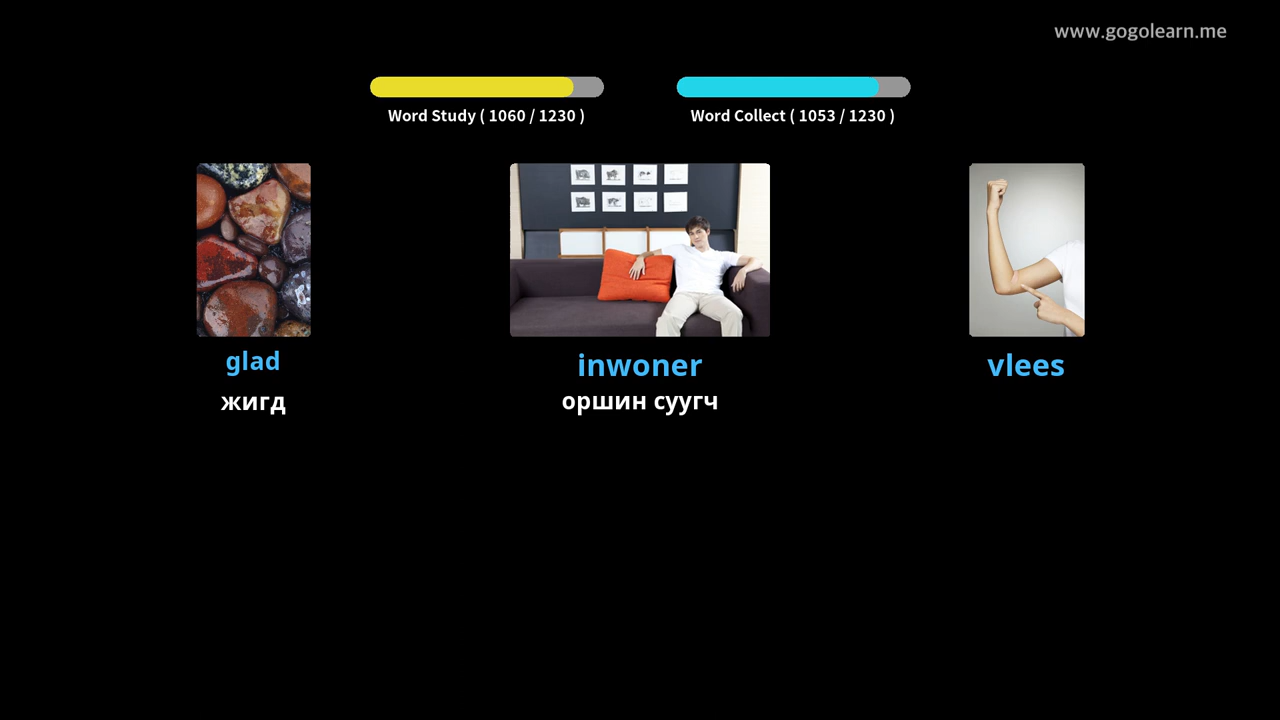 www.gogolearn.me
Word Study ( 1060 / 1230 )
Word Collect ( 1053 / 1230 )
glad
inwoner
vlees
жигд
оршин суугч